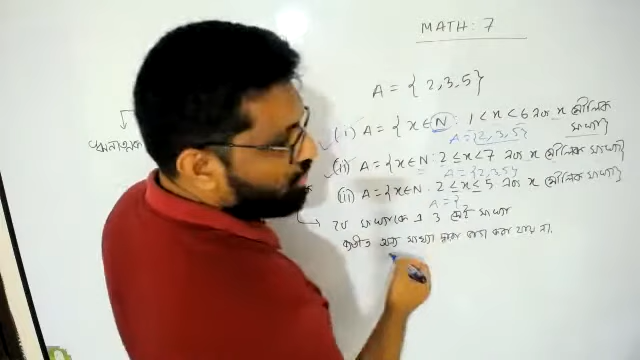 MATH : 7
A = { 2, 3, 5 }
(i) A = { x ∈ N : 1 < x < 6 এবং x মৌলিক
সংখ্যা }
A = {2, 3, 5}
(ii) A = { x ∈ N : 2 ≤ x < 7 এবং x মৌলিক সংখ্যা }
A = {2, 3, 5}
(iii) A = { x ∈ N : 2 ≤ x ≤ 5 এবং x মৌলিক সংখ্যা }
A = { 2
যে সংখ্যাকে 1 ও সেই সংখ্যা
ব্যতীত অন্য সংখ্যা দ্বারা ভাগ করা যায় না.